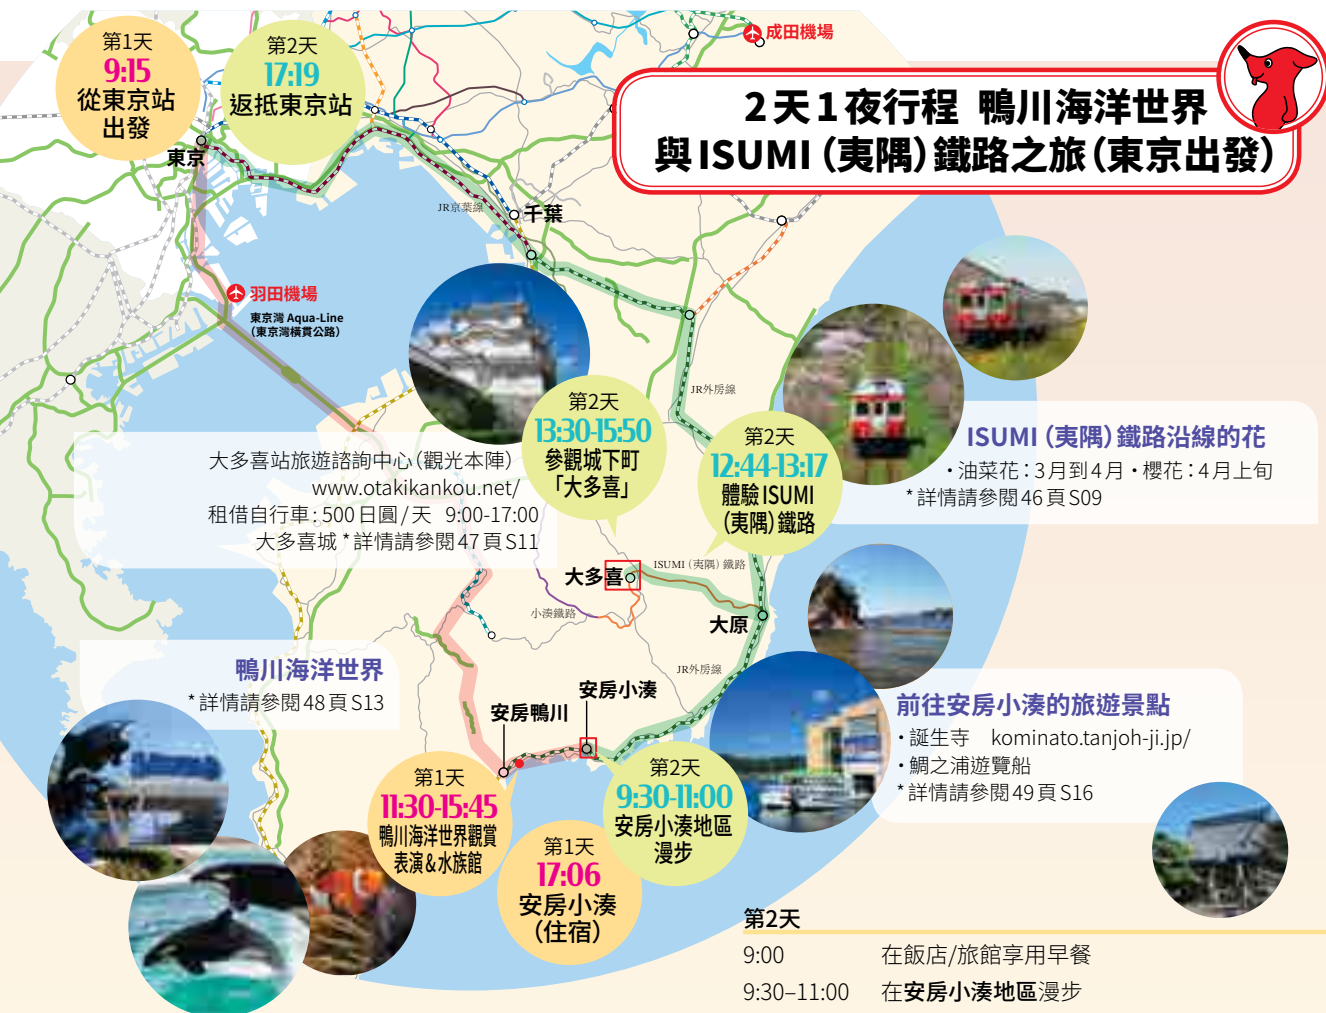 2天1夜行程 鴨川海洋世界
與ISUMI（夷隅）鐵路之旅（東京出發）
第1天
9:15
從東京站
出發
第2天
17:19
返抵東京站
成田機場
東京
JR京葉線
千葉
羽田機場
東京灣 Aqua-Line
（東京灣橫貫公路）
JR外房線
第2天
13:30-15:50
參觀城下町
「大多喜」
第2天
12:44-13:17
體驗ISUMI
（夷隅）鐵路
ISUMI（夷隅）鐵路沿線的花
・油菜花：3月到4月・櫻花：4月上旬
*詳情請參閱46頁S09
大多喜站旅遊諮詢中心（觀光本陣）
www.otakikankou.net/
租借自行車：500日圓/天 9:00-17:00
大多喜城 *詳情請參閱47頁S11
大多喜
ISUMI（夷隅）鐵路
小湊鐵路
大原
JR外房線
鴨川海洋世界
*詳情請參閱48頁S13
安房鴨川
安房小湊
前往安房小湊的旅遊景點
・誕生寺 kominato.tanjoh-ji.jp/
・鯛之浦遊覽船
*詳情請參閱49頁S16
第1天
11:30-15:45
鴨川海洋世界觀賞
表演&水族館
第1天
17:06
安房小湊
（住宿）
第2天
9:30-11:00
安房小湊地區
漫步
第2天
9:00 在飯店/旅館享用早餐
9:30–11:00 在安房小湊地區漫步